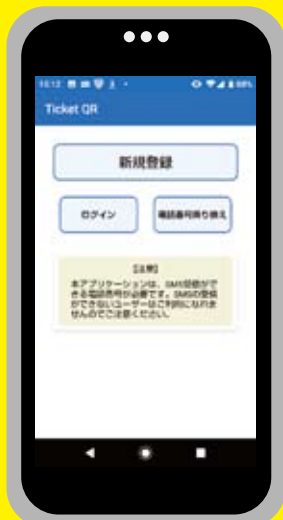 Ticket QR
新規登録
ログイン
電話番号乗り換え
【注意】
本アプリケーションは、SMS受信がで
きる電話番号が必要です。SMSの受信
ができないユーザーはご利用になれま
せんのでご注意ください。